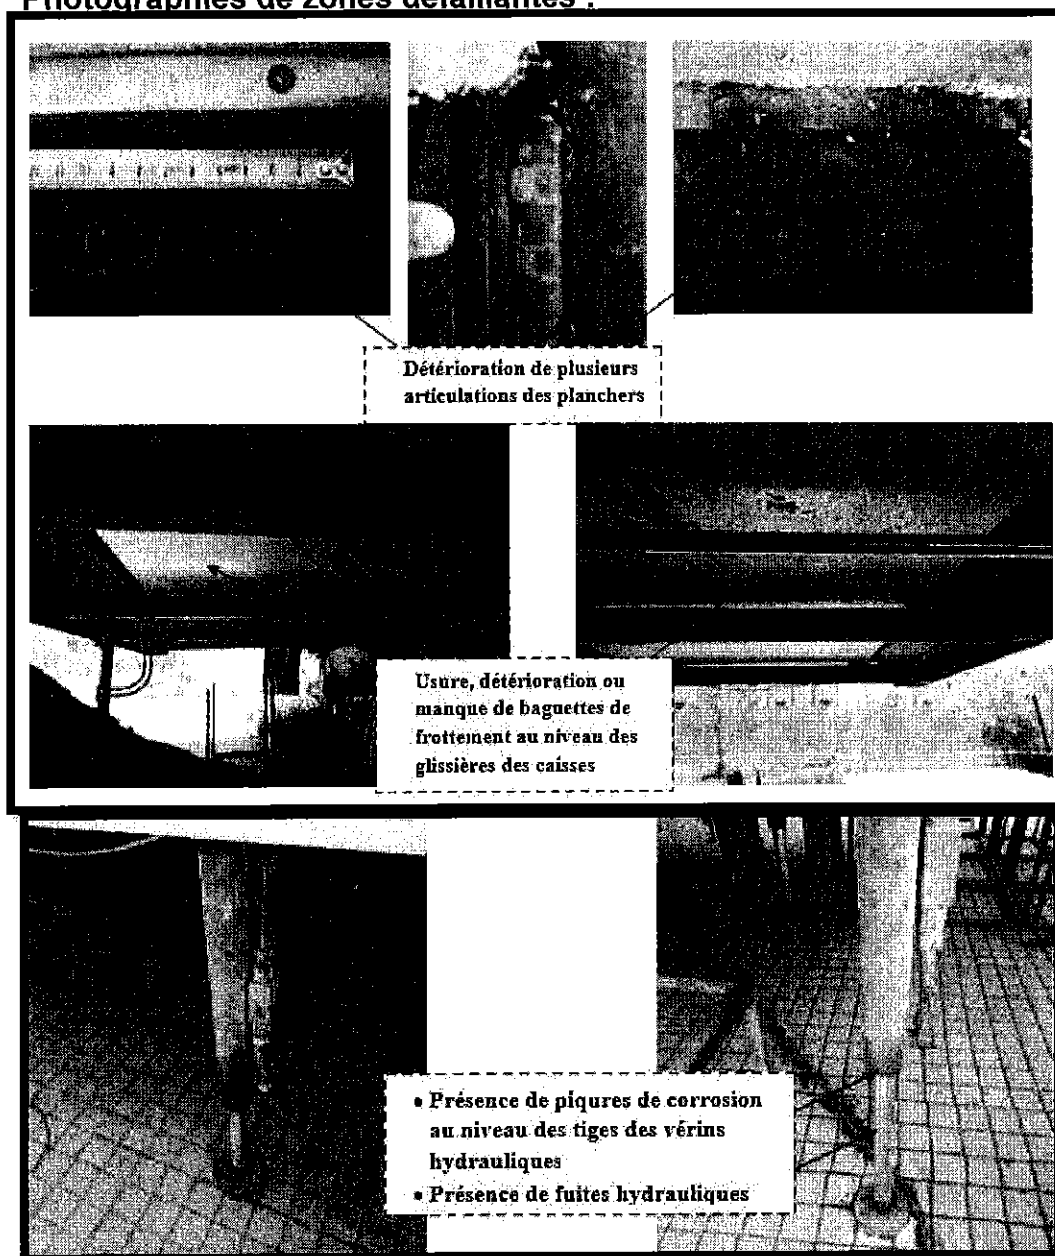 Photographies de zones défaillantes :
Détérioration de plusieurs
articulations des planchers
Usure, détérioration ou
manque de baguettes de
frottement au niveau des
glissières des caisses
• Présence de piqures de corrosion
au niveau des tiges des vérins
hydrauliques
• Présence de fuites hydrauliques